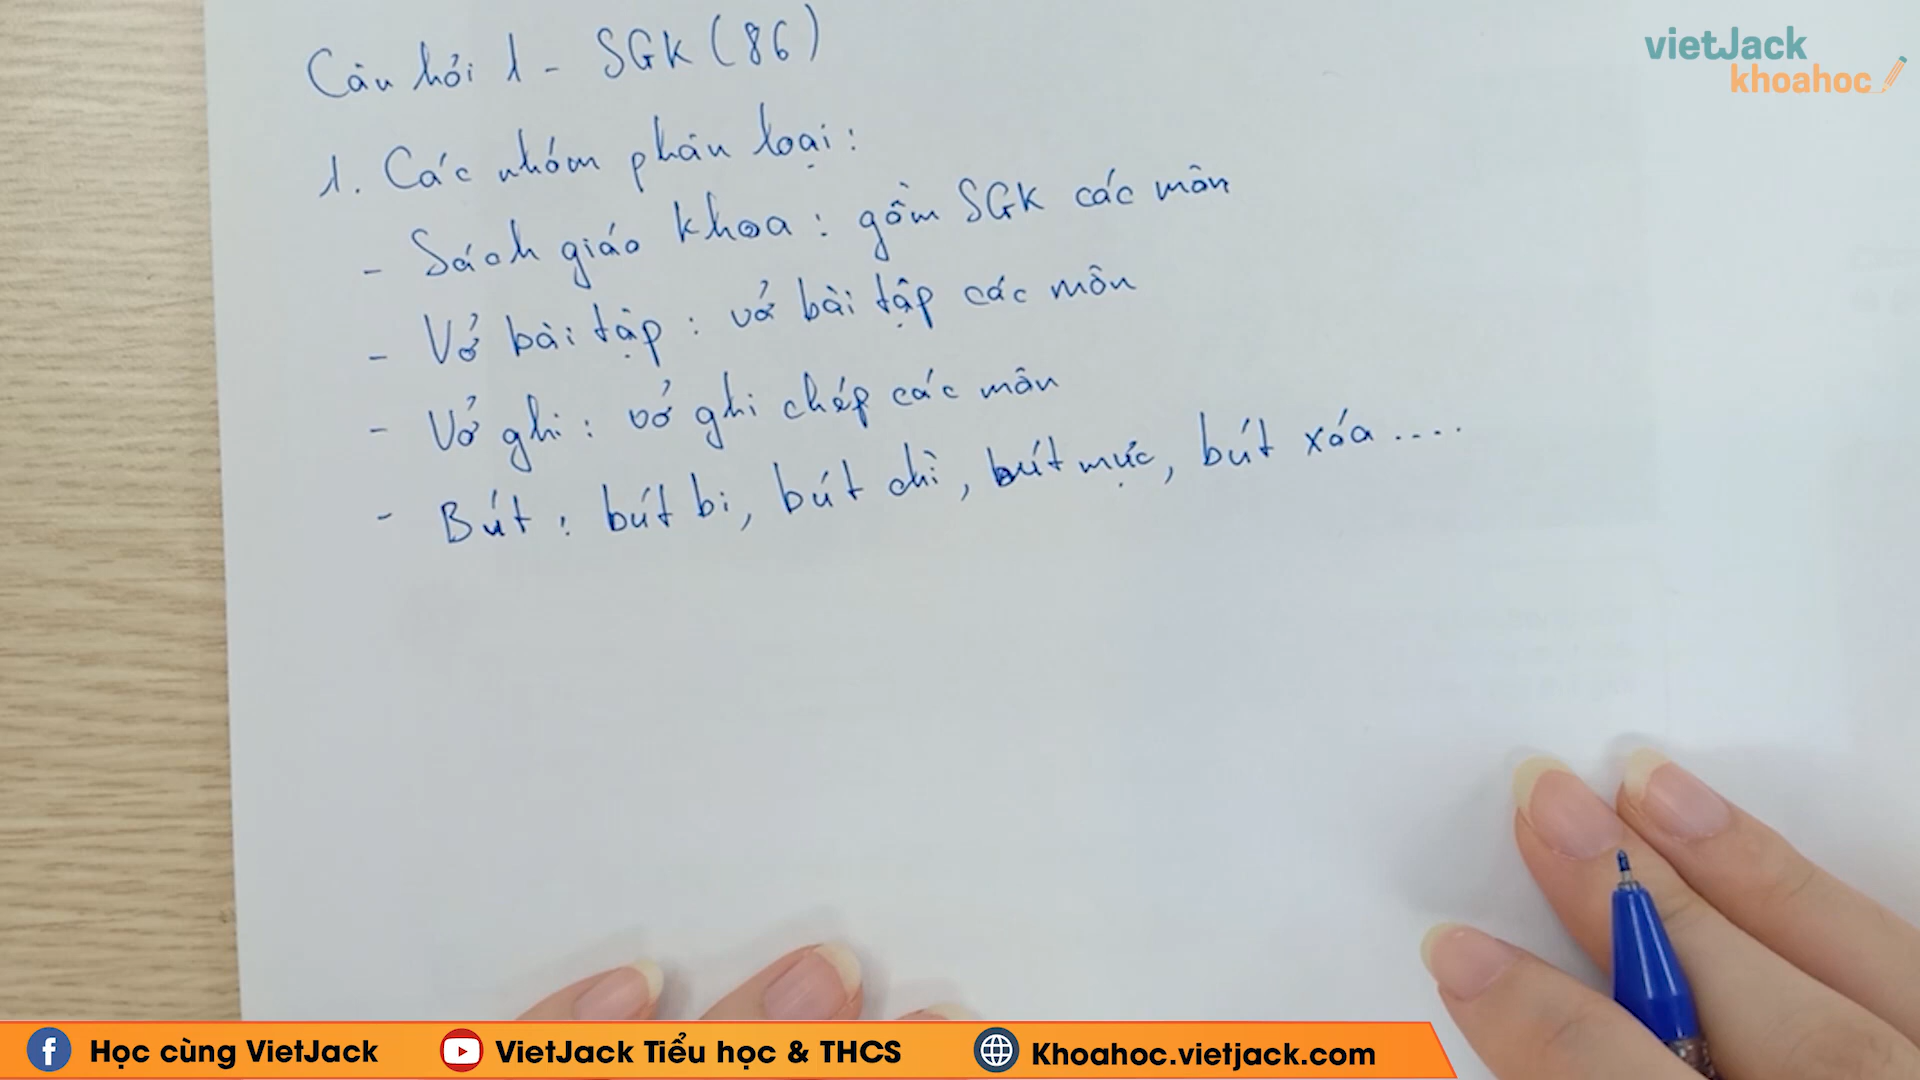 vietJack
khoahoc
Câu hỏi 1 - SGK (86)
1. Các nhóm phân loại:
- Sách giáo khoa: gồm SGK các môn
- Vở bài tập: vở bài tập các môn
- Vở ghi: vở ghi chép các môn
- Bút: bút bi, bút chì, bút mực, bút xóa ....
Học cùng VietJack
VietJack Tiểu học & THCS
Khoahoc.vietjack.com